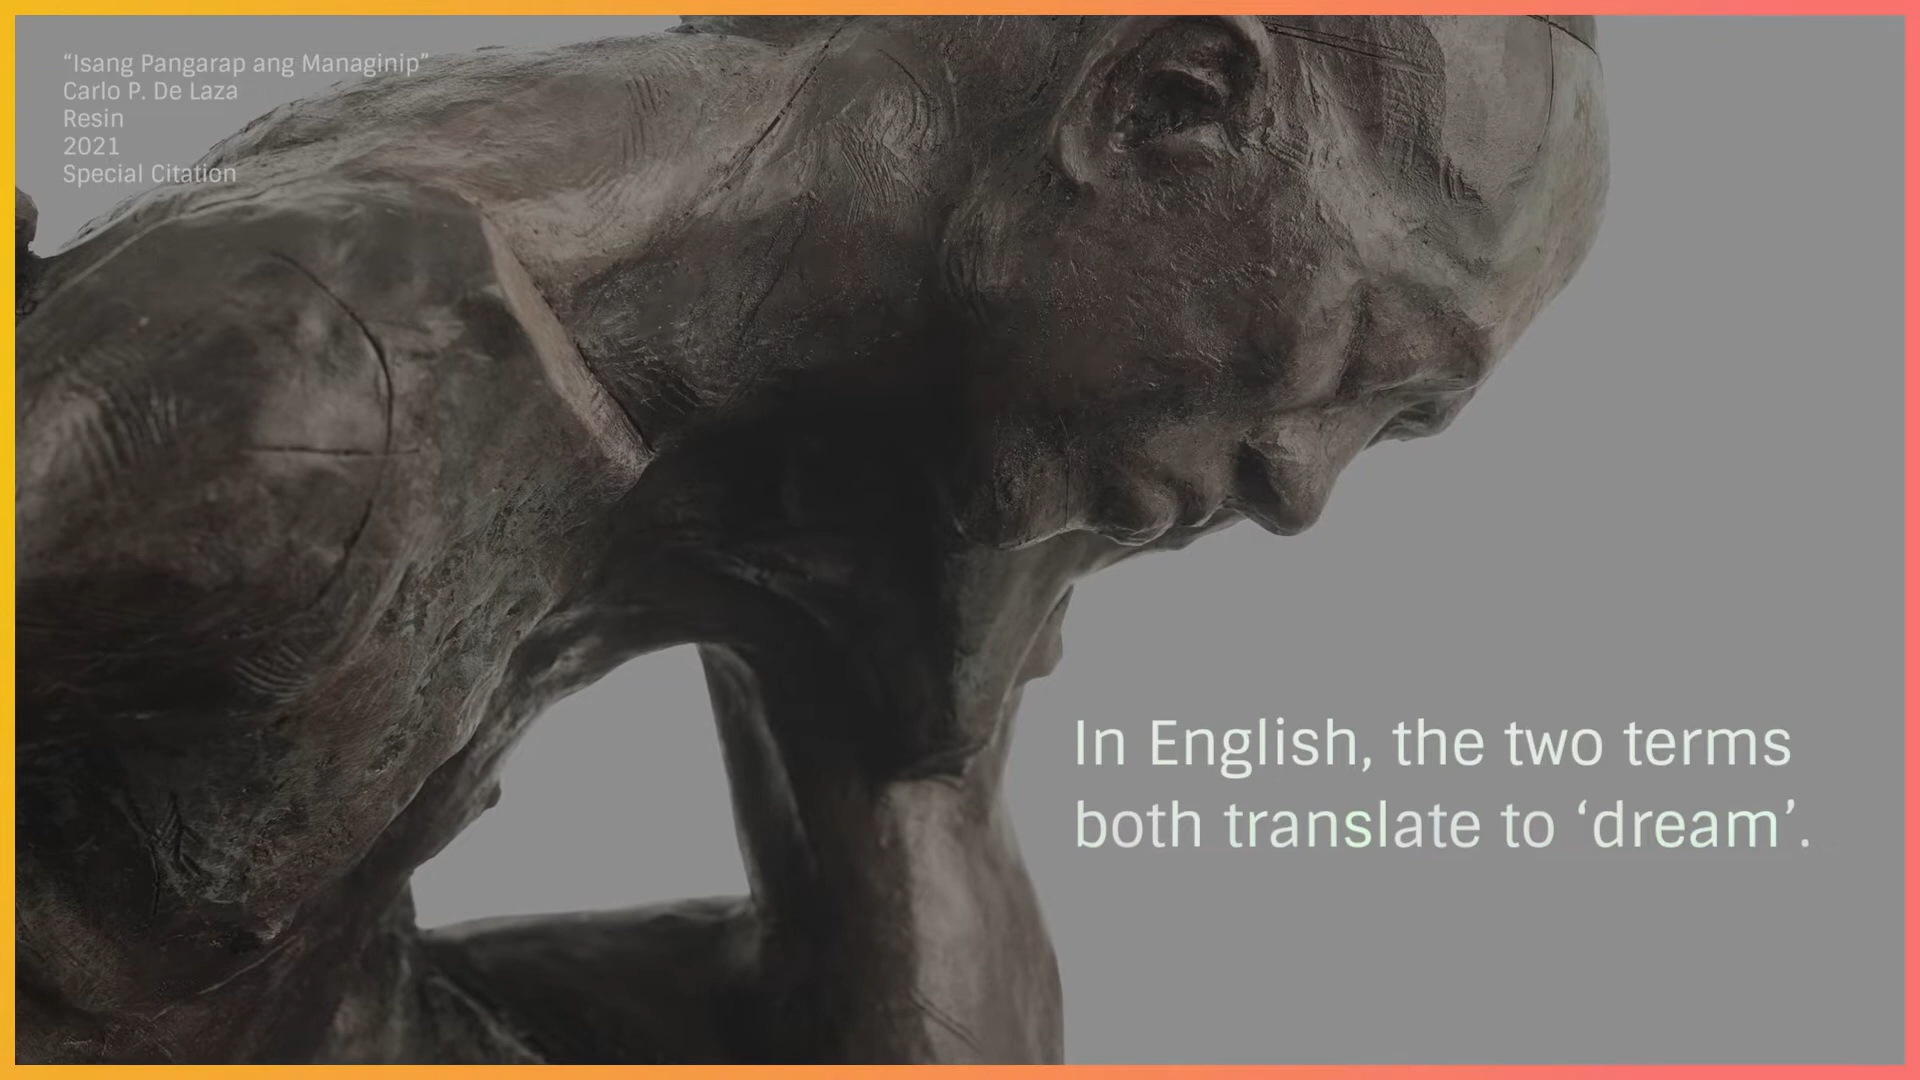 “Isang Pangarap ang Managinip”
Carlo P. De Laza
Resin
2021
Special Citation
In English, the two terms
both translate to ‘dream’.